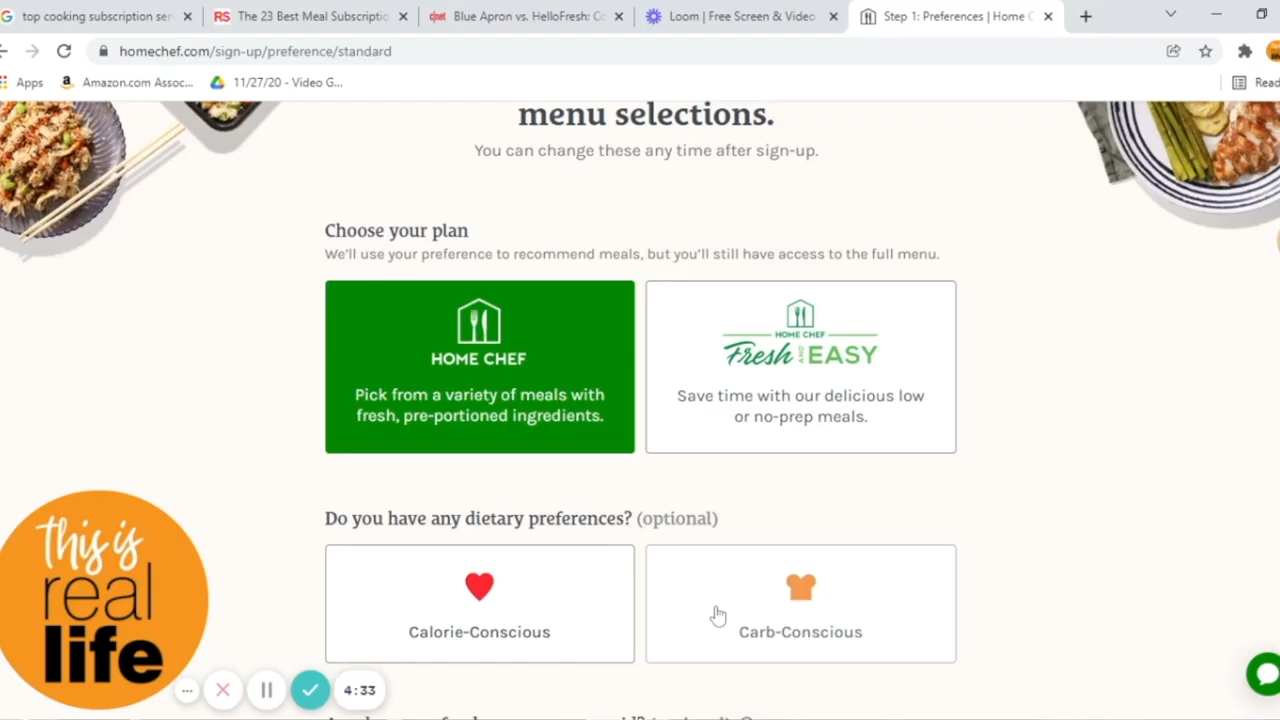 top cooking subscription ser
The 23 Best Meal Subscriptio
Blue Apron vs. HelloFresh: Co
Loom | Free Screen & Video
Step 1: Preferences | Home C
RS
cnet
homechef.com/sign-up/preference/standard
Apps
Amazon.com Assoc...
11/27/20 - Video G...
Read
menu selections.
You can change these any time after sign-up.
Choose your plan
We'll use your preference to recommend meals, but you'll still have access to the full menu.
HOME CHEF
Pick from a variety of meals with
fresh, pre-portioned ingredients.
HOME CHEF
Fresh AND EASY
Save time with our delicious low
or no-prep meals.
Do you have any dietary preferences? (optional)
Calorie-Conscious
Carb-Conscious
this is
real
life
4:33